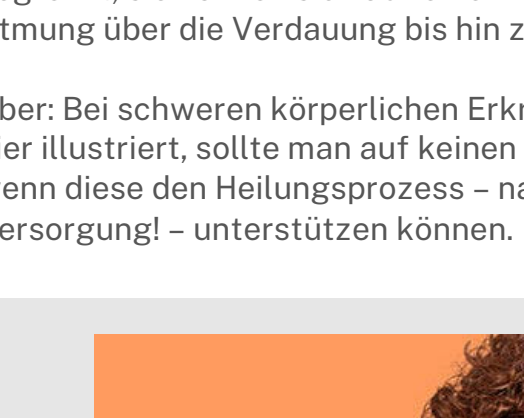 tmung über die Verdauung bis hin z
ber: Bei schweren körperlichen Erkr
ier illustriert, sollte man auf keinen
wenn diese den Heilungsprozess – na
ersorgung! – unterstützen können.